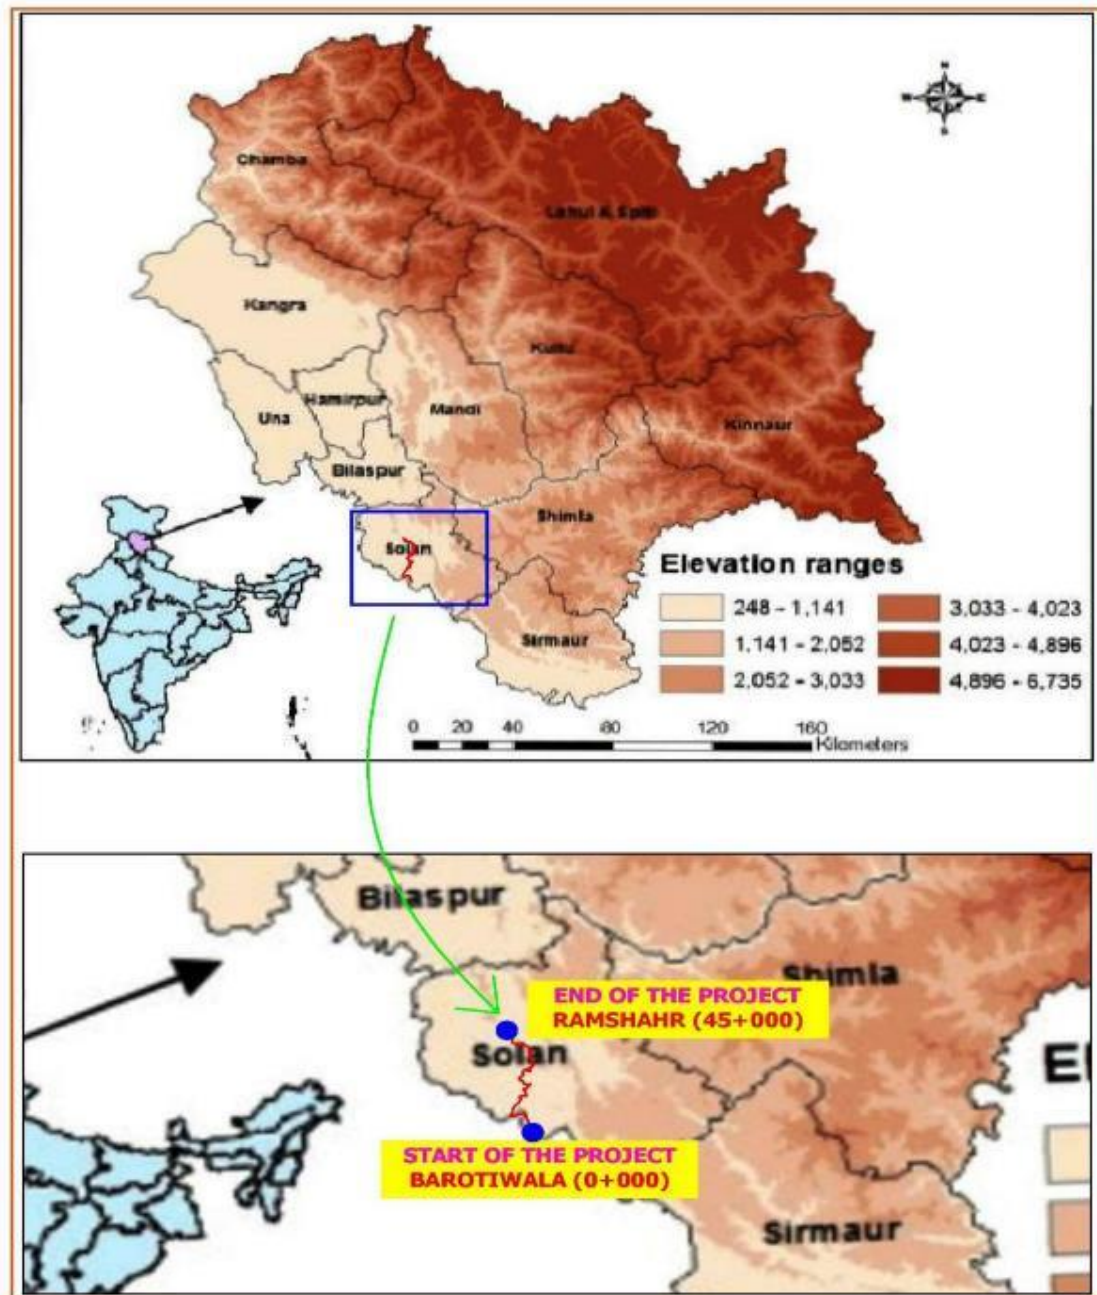 N
W E
S
Chamba
Lahul & Spiti
Kangra
Kullu
Hamirpur
Mandi
Una
Kinnaur
Bilaspur
Shimla
Solan
Elevation ranges
248 - 1,141
3,033 - 4,023
1,141 - 2,052
4,023 - 4,896
2,052 - 3,033
4,896 - 6,735
Sirmaur
0 20 40 80 120 160
Kilometers
Bilaspur
Shimla
END OF THE PROJECT
RAMSHAHR (45+000)
Solan
El
START OF THE PROJECT
BAROTIWALA (0+000)
Sirmaur